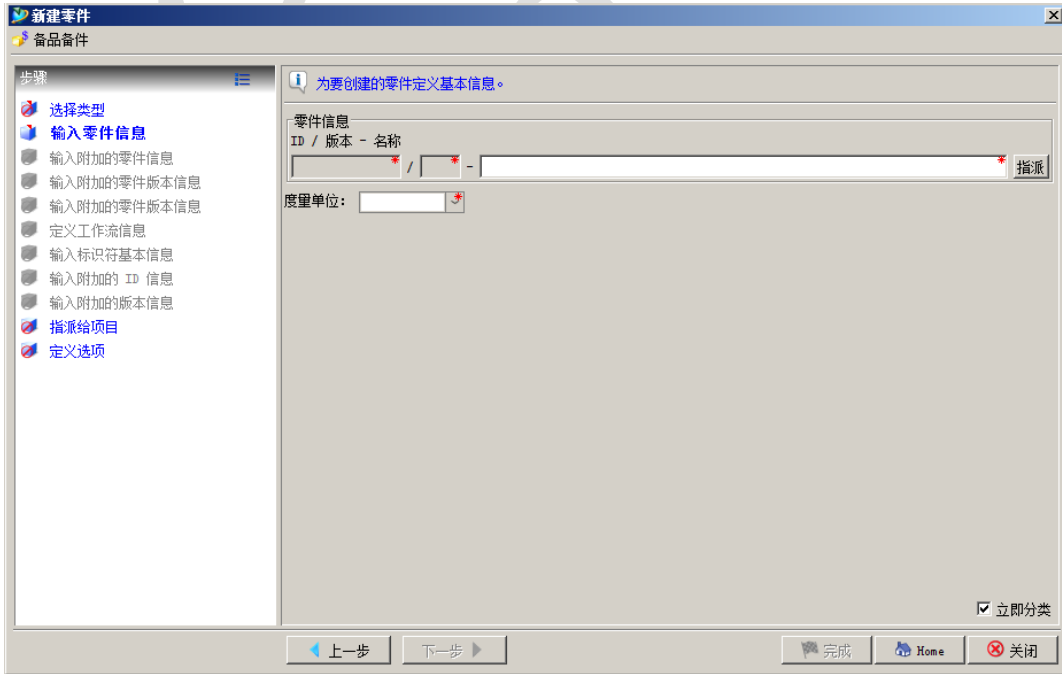 新建零件
备品备件
步骤
选择类型
输入零件信息
输入附加的零件信息
输入附加的零件版本信息
输入附加的零件版本信息
定义工作流信息
输入标识符基本信息
输入附加的 ID 信息
输入附加的版本信息
指派给项目
定义选项
为要创建的零件定义基本信息。
零件信息
ID / 版本 - 名称
* / * - * 指派
度量单位： *
立即分类
上一步 下一步 完成 Home 关闭